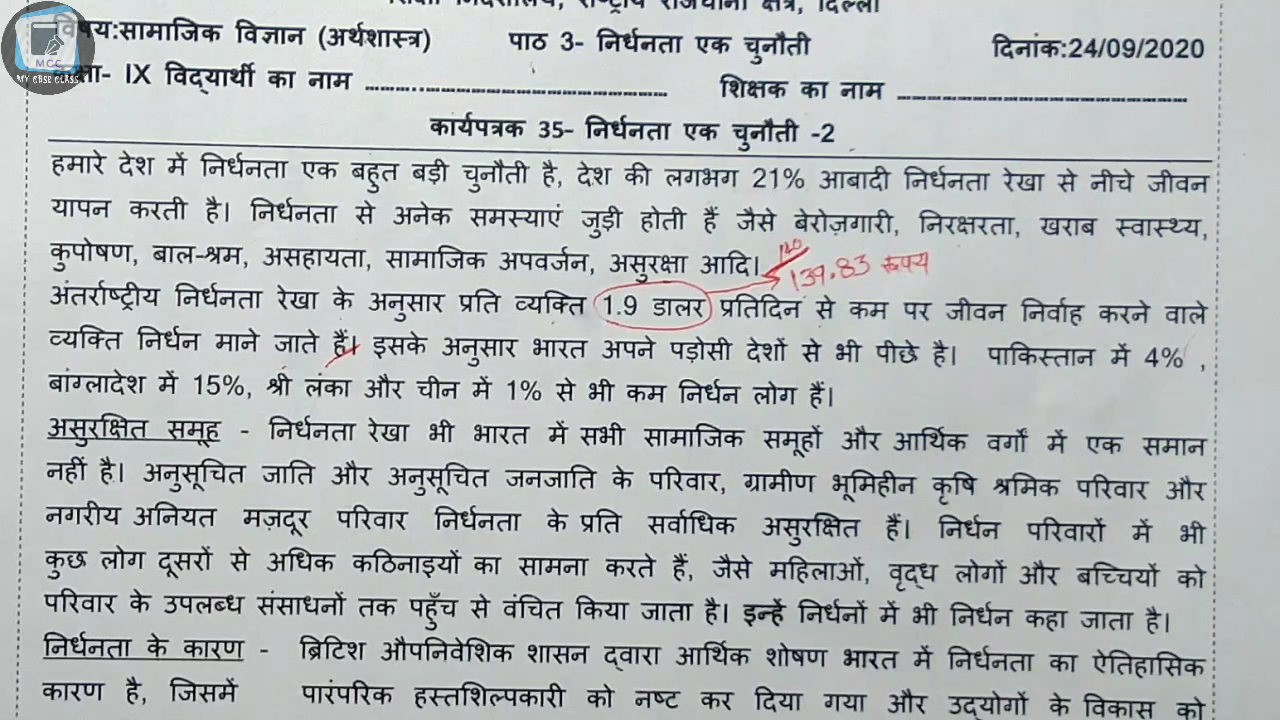 शिक्षा निदेशालय, राष्ट्रीय राजधानी क्षेत्र, दिल्ली
विषय:सामाजिक विज्ञान (अर्थशास्त्र) पाठ 3- निर्धनता एक चुनौती दिनांक:24/09/2020
MCC
MY CBSE CLASS
कक्षा- IX विद्यार्थी का नाम ........................................ शिक्षक का नाम ........................................
कार्यपत्रक 35- निर्धनता एक चुनौती -2
हमारे देश में निर्धनता एक बहुत बड़ी चुनौती है, देश की लगभग 21% आबादी निर्धनता रेखा से नीचे जीवन
यापन करती है। निर्धनता से अनेक समस्याएं जुड़ी होती हैं जैसे बेरोज़गारी, निरक्षरता, खराब स्वास्थ्य,
कुपोषण, बाल-श्रम, असहायता, सामाजिक अपवर्जन, असुरक्षा आदि।
139.83 रूपय
अंतर्राष्ट्रीय निर्धनता रेखा के अनुसार प्रति व्यक्ति 1.9 डालर प्रतिदिन से कम पर जीवन निर्वाह करने वाले
व्यक्ति निर्धन माने जाते हैं। इसके अनुसार भारत अपने पड़ोसी देशों से भी पीछे है। पाकिस्तान में 4% ,
बांग्लादेश में 15%, श्री लंका और चीन में 1% से भी कम निर्धन लोग हैं।
असुरक्षित समूह - निर्धनता रेखा भी भारत में सभी सामाजिक समूहों और आर्थिक वर्गों में एक समान
नहीं है। अनुसूचित जाति और अनुसूचित जनजाति के परिवार, ग्रामीण भूमिहीन कृषि श्रमिक परिवार और
नगरीय अनियत मज़दूर परिवार निर्धनता के प्रति सर्वाधिक असुरक्षित हैं। निर्धन परिवारों में भी
कुछ लोग दूसरों से अधिक कठिनाइयों का सामना करते हैं, जैसे महिलाओं, वृद्ध लोगों और बच्चियों को
परिवार के उपलब्ध संसाधनों तक पहुँच से वंचित किया जाता है। इन्हें निर्धनों में भी निर्धन कहा जाता है।
निर्धनता के कारण - ब्रिटिश औपनिवेशिक शासन द्वारा आर्थिक शोषण भारत में निर्धनता का ऐतिहासिक
कारण है, जिसमें पारंपरिक हस्तशिल्पकारी को नष्ट कर दिया गया और उद्योगों के विकास को